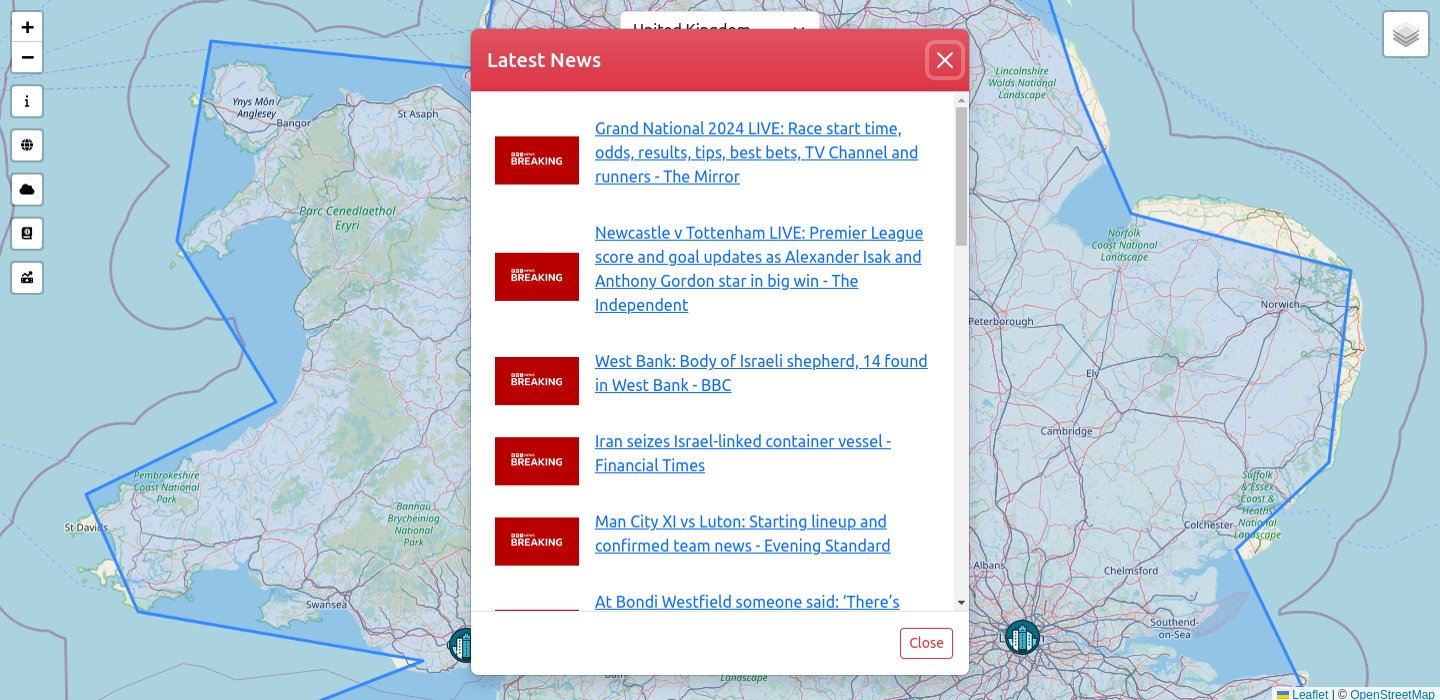 +
−
i
United Kingdom
Latest News
Grand National 2024 LIVE: Race start time,
odds, results, tips, best bets, TV Channel and
runners - The Mirror
BBC NEWS
BREAKING
Newcastle v Tottenham LIVE: Premier League
score and goal updates as Alexander Isak and
Anthony Gordon star in big win - The
Independent
BBC NEWS
BREAKING
West Bank: Body of Israeli shepherd, 14 found
in West Bank - BBC
BBC NEWS
BREAKING
Iran seizes Israel-linked container vessel -
Financial Times
BBC NEWS
BREAKING
Man City XI vs Luton: Starting lineup and
confirmed team news - Evening Standard
BBC NEWS
BREAKING
At Bondi Westfield someone said: ‘There’s
Close
Ynys Môn /
Anglesey
Bangor
St Asaph
Parc Cenedlaethol
Eryri
Pembrokeshire
Coast National
Park
St Davids
Bannau
Brycheiniog
National
Park
Swansea
Bath
Landscape
Lincolnshire
Wolds National
Landscape
Norfolk
Coast National
Landscape
Norwich
Peterborough
Ely
Cambridge
Suffolk
& Essex
Coast &
Heaths
National
Landscape
Colchester
Albans
Chelmsford
Southend-
on-Sea
Leaflet | © OpenStreetMap